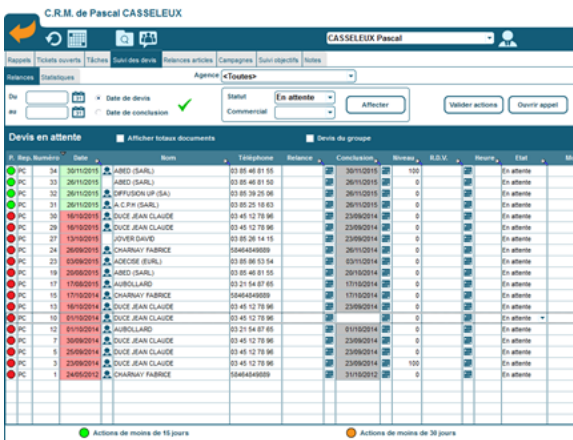 C.R.M. de Pascal CASSELEUX
CASSELEUX Pascal
Rappels Tickets ouverts Tâches Suivi des devis Relances articles Campagnes Suivi objectifs Notes
Relances Statistiques Agence <Toutes>
Du Date de devis Statut En attente Affecter Valider actions Ouvrir appel
au Date de conclusion Commercial
Devis en attente Afficher totaux documents Devis du groupe
P. Rep. Numéro Date Nom Téléphone Relance Conclusion Niveau R.D.V. Heure Etat
PC 34 30/11/2015 ABED (SARL) 03 85 46 81 55 30/11/2015 100 En attente
PC 33 26/11/2015 ABED (SARL) 03 85 46 81 50 26/11/2015 0 En attente
PC 32 26/11/2015 DIFFUSION UP (SA) 03 85 39 25 06 26/11/2015 0 En attente
PC 31 26/11/2015 A.C.P.H (SARL) 03 85 25 18 63 26/11/2015 0 En attente
PC 30 16/10/2015 DUCE JEAN CLAUDE 03 45 12 78 96 23/09/2014 0 En attente
PC 29 16/10/2015 DUCE JEAN CLAUDE 03 45 12 78 96 23/09/2014 0 En attente
PC 27 13/10/2015 JOVER DAVID 03 85 26 14 15 23/09/2014 0 En attente
PC 24 26/09/2015 CHARNAY FABRICE 58464849889 26/11/2014 0 En attente
PC 23 03/09/2015 ADECISE (EURL) 03 85 86 53 54 03/11/2014 0 En attente
PC 19 20/08/2015 ABED (SARL) 03 85 46 81 55 20/10/2014 0 En attente
PC 17 17/08/2015 AUBOLLARD 03 21 54 87 65 17/10/2014 0 En attente
PC 15 17/10/2014 CHARNAY FABRICE 58464849889 17/10/2014 0 En attente
PC 13 16/10/2014 DUCE JEAN CLAUDE 03 45 12 78 96 23/09/2014 0 En attente
PC 10 01/10/2014 DUCE JEAN CLAUDE 03 45 12 78 96 0 En attente
PC 12 01/10/2014 AUBOLLARD 03 21 54 87 65 01/10/2014 0 En attente
PC 7 30/09/2014 DUCE JEAN CLAUDE 03 45 12 78 96 23/09/2014 0 En attente
PC 5 25/09/2014 DUCE JEAN CLAUDE 03 45 12 78 96 23/09/2014 0 En attente
PC 3 23/09/2014 DUCE JEAN CLAUDE 03 45 12 78 96 23/09/2014 100 En attente
PC 1 24/05/2012 CHARNAY FABRICE 58464849889 31/10/2012 0 En attente
Actions de moins de 15 jours Actions de moins de 30 jours